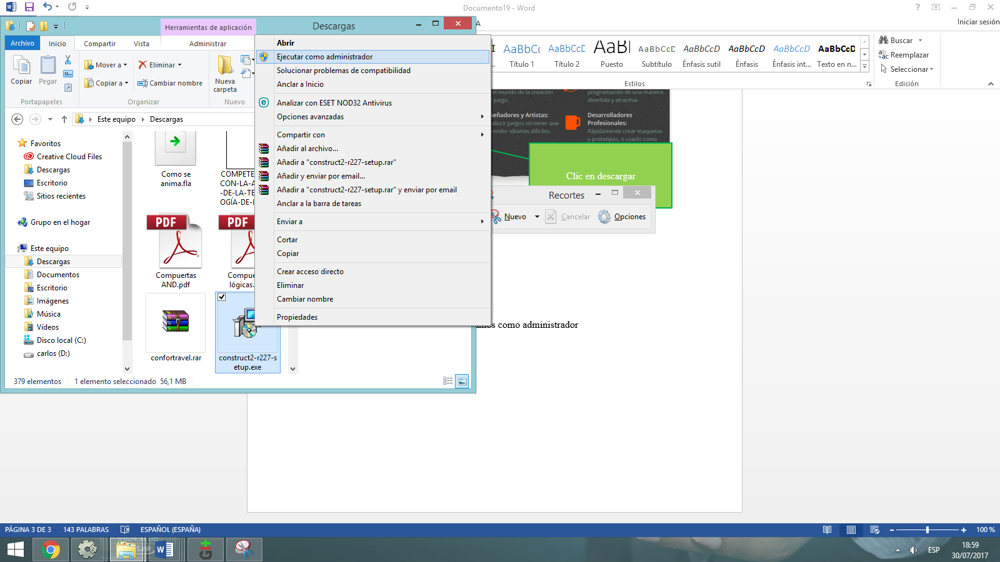 Documento19 - Word
Iniciar sesión
Herramientas de aplicación
Descargas
Archivo
Inicio
Compartir
Vista
Administrar
Copiar
Pegar
Mover a
Copiar a
Eliminar
Cambiar nombre
Nueva
carpeta
Portapapeles
Organizar
Nuevo
Este equipo
Descargas
Favoritos
Creative Cloud Files
Descargas
Escritorio
Sitios recientes
Grupo en el hogar
Este equipo
Descargas
Documentos
Escritorio
Imágenes
Música
Vídeos
Disco local (C:)
carlos (D:)
Como se
anima.fla
COMPETE
CON-LA-A
-DE-LA-TE
OGÍA-DE-I
PDF
PDF
Compuertas
AND.pdf
Compue
lógicas.
confortravel.rar
construct2-r227-s
etup.exe
379 elementos
1 elemento seleccionado 56,1 MB
Abrir
Ejecutar como administrador
Solucionar problemas de compatibilidad
Anclar a Inicio
Analizar con ESET NOD32 Antivirus
Opciones avanzadas
Compartir con
Añadir al archivo...
Añadir a "construct2-r227-setup.rar"
Añadir y enviar por email...
Añadir a "construct2-r227-setup.rar" y enviar por email
Anclar a la barra de tareas
Enviar a
Cortar
Copiar
Crear acceso directo
Eliminar
Cambiar nombre
Propiedades
AaBbCc
AaBbCcD
AaBl
AaBbCcD
AaBbCcD
AaBbCcD
AaBbCcD
AaBbCcD
Título 1
Título 2
Puesto
Subtítulo
Énfasis sutil
Énfasis
Énfasis int...
Texto en n...
Estilos
Buscar
Reemplazar
Seleccionar
Edición
el mundo de la creación
juego.
programación de una manera
divertida y atractiva.
señadores y Artistas:
oducir juegos sin tener que
render idiomas difíciles.
Desarrolladores
Profesionales:
Rápidamente crear maquetas
y prototipos, o usarlo como
Clic en descargar
Recortes
Nuevo
Cancelar
Opciones
amos como administrador
PÁGINA 3 DE 3
143 PALABRAS
ESPAÑOL (ESPAÑA)
100 %
ESP
18:59
30/07/2017